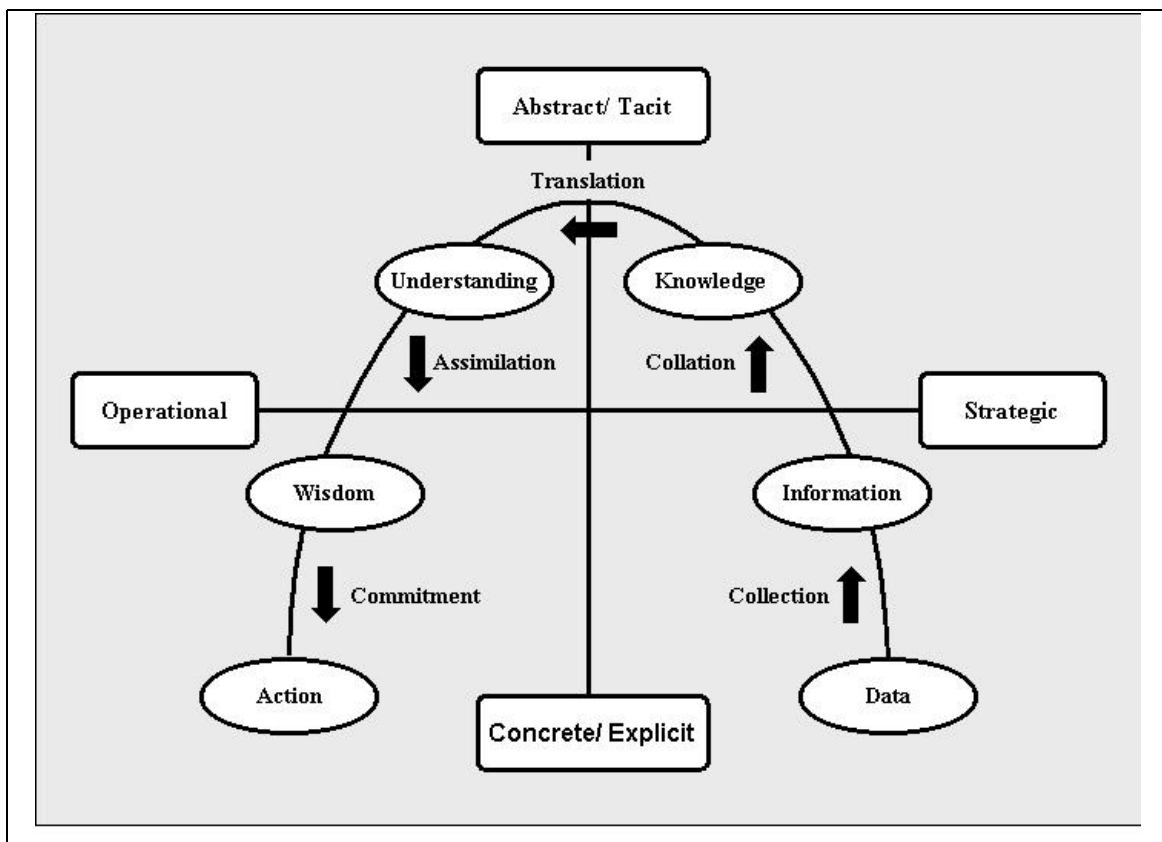 Abstract/ Tacit
Translation
Understanding
Knowledge
Assimilation
Collation
Operational
Strategic
Wisdom
Information
Commitment
Collection
Action
Data
Concrete/ Explicit